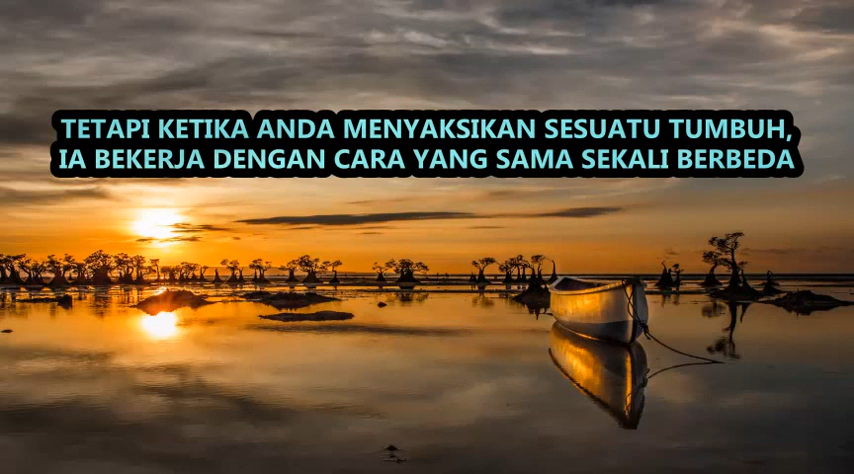 TETAPI KETIKA ANDA MENYAKSIKAN SESUATU TUMBUH,
IA BEKERJA DENGAN CARA YANG SAMA SEKALI BERBEDA